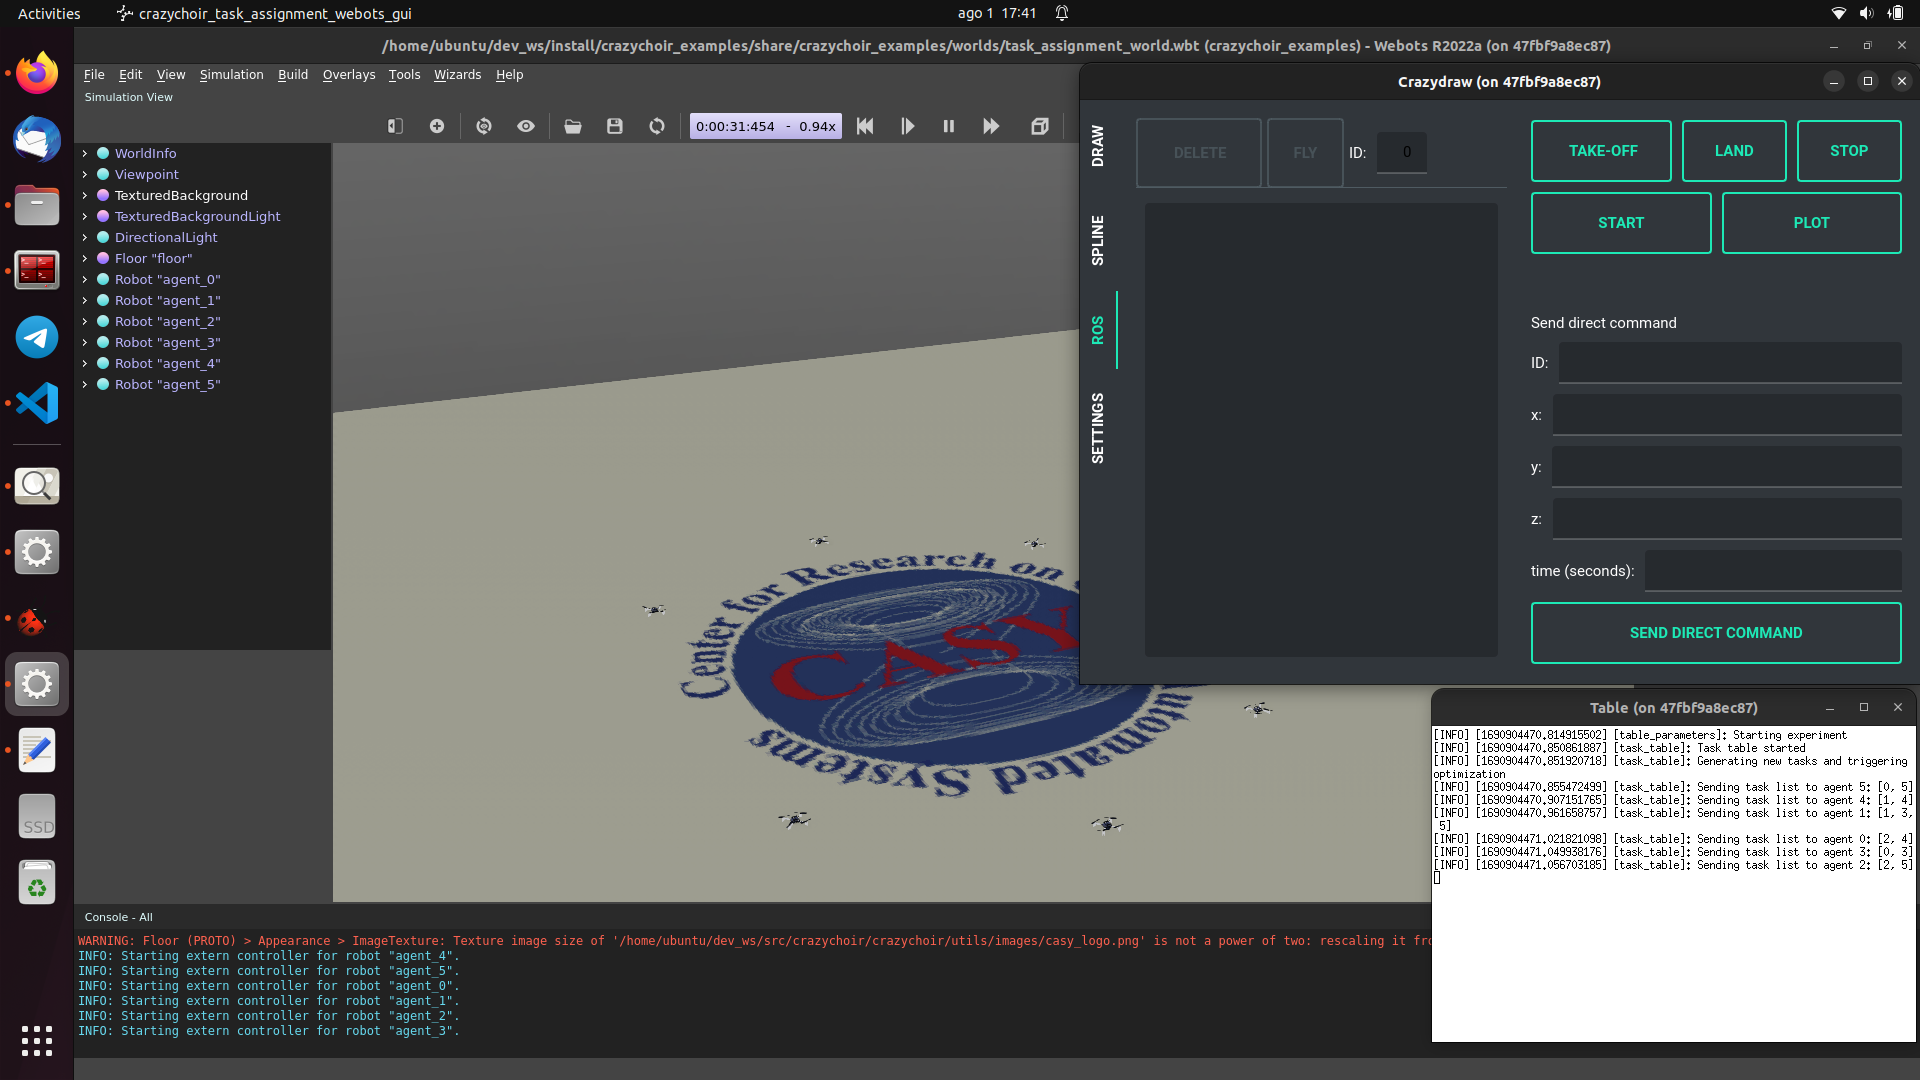 Activities
crazychoir_task_assignment_webots_gui
ago 1 17:41
/home/ubuntu/dev_ws/install/crazychoir_examples/share/crazychoir_examples/worlds/task_assignment_world.wbt (crazychoir_examples) - Webots R2022a (on 47fbf9a8ec87)
File Edit View Simulation Build Overlays Tools Wizards Help
Simulation View
0:00:31:454 - 0.94x
WorldInfo
Viewpoint
TexturedBackground
TexturedBackgroundLight
DirectionalLight
Floor "floor"
Robot "agent_0"
Robot "agent_1"
Robot "agent_2"
Robot "agent_3"
Robot "agent_4"
Robot "agent_5"
Center for Research on
CASY
utomated Systems
Crazydraw (on 47fbf9a8ec87)
DRAW
SPLINE
ROS
SETTINGS
DELETE
FLY
ID: 0
TAKE-OFF
LAND
STOP
START
PLOT
Send direct command
ID:
x:
y:
z:
time (seconds):
SEND DIRECT COMMAND
Table (on 47fbf9a8ec87)
[INFO] [1690904470.814915502] [table_parameters]: Starting experiment
[INFO] [1690904470.850861887] [task_table]: Task table started
[INFO] [1690904470.851920718] [task_table]: Generating new tasks and triggering
optimization
[INFO] [1690904470.855472499] [task_table]: Sending task list to agent 5: [0, 5]
[INFO] [1690904470.907151765] [task_table]: Sending task list to agent 4: [1, 4]
[INFO] [1690904470.961658757] [task_table]: Sending task list to agent 1: [1, 3,
5]
[INFO] [1690904471.021821098] [task_table]: Sending task list to agent 0: [2, 4]
[INFO] [1690904471.049938176] [task_table]: Sending task list to agent 3: [0, 3]
[INFO] [1690904471.056703185] [task_table]: Sending task list to agent 2: [2, 5]
Console - All
WARNING: Floor (PROTO) > Appearance > ImageTexture: Texture image size of '/home/ubuntu/dev_ws/src/crazychoir/crazychoir/utils/images/casy_logo.png' is not a power of two: rescaling it fro
INFO: Starting extern controller for robot "agent_4".
INFO: Starting extern controller for robot "agent_5".
INFO: Starting extern controller for robot "agent_0".
INFO: Starting extern controller for robot "agent_1".
INFO: Starting extern controller for robot "agent_2".
INFO: Starting extern controller for robot "agent_3".
SSD